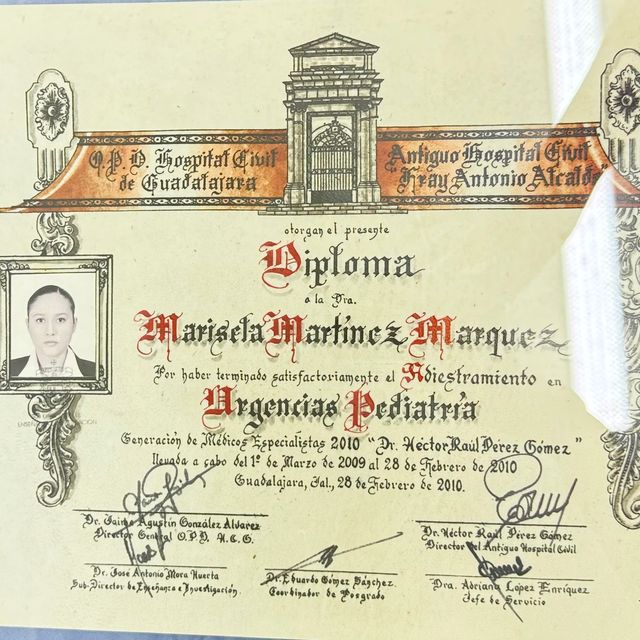 O.P.D. Hospital Civil
de Guadalajara
Antiguo Hospital Civil
"Fray Antonio Alcalde"
otorgan el presente
Diploma
a la Dra.
Marisela Martínez Marquez
Por haber terminado satisfactoriamente el Adiestramiento en
Urgencias Pediatría
Generación de Médicos Especialistas 2010 "Dr. Héctor Raúl Pérez Gómez"
llevada a cabo del 1º de Marzo de 2009 al 28 de Febrero de 2010
Guadalajara, Jal., 28 de Febrero de 2010.
Dr. Jaime Agustín González Alvarez
Director General O.P.D. H.C.G.
Dr. Héctor Raúl Pérez Gómez
Director del Antiguo Hospital Civil
Dr. José Antonio Mora Huerta
Sub-Director de Enseñanza e Investigación.
Dr. Eduardo Gómez Sánchez.
Coordinador de Posgrado
Dra. Adriana López Enríquez
Jefe de Servicio